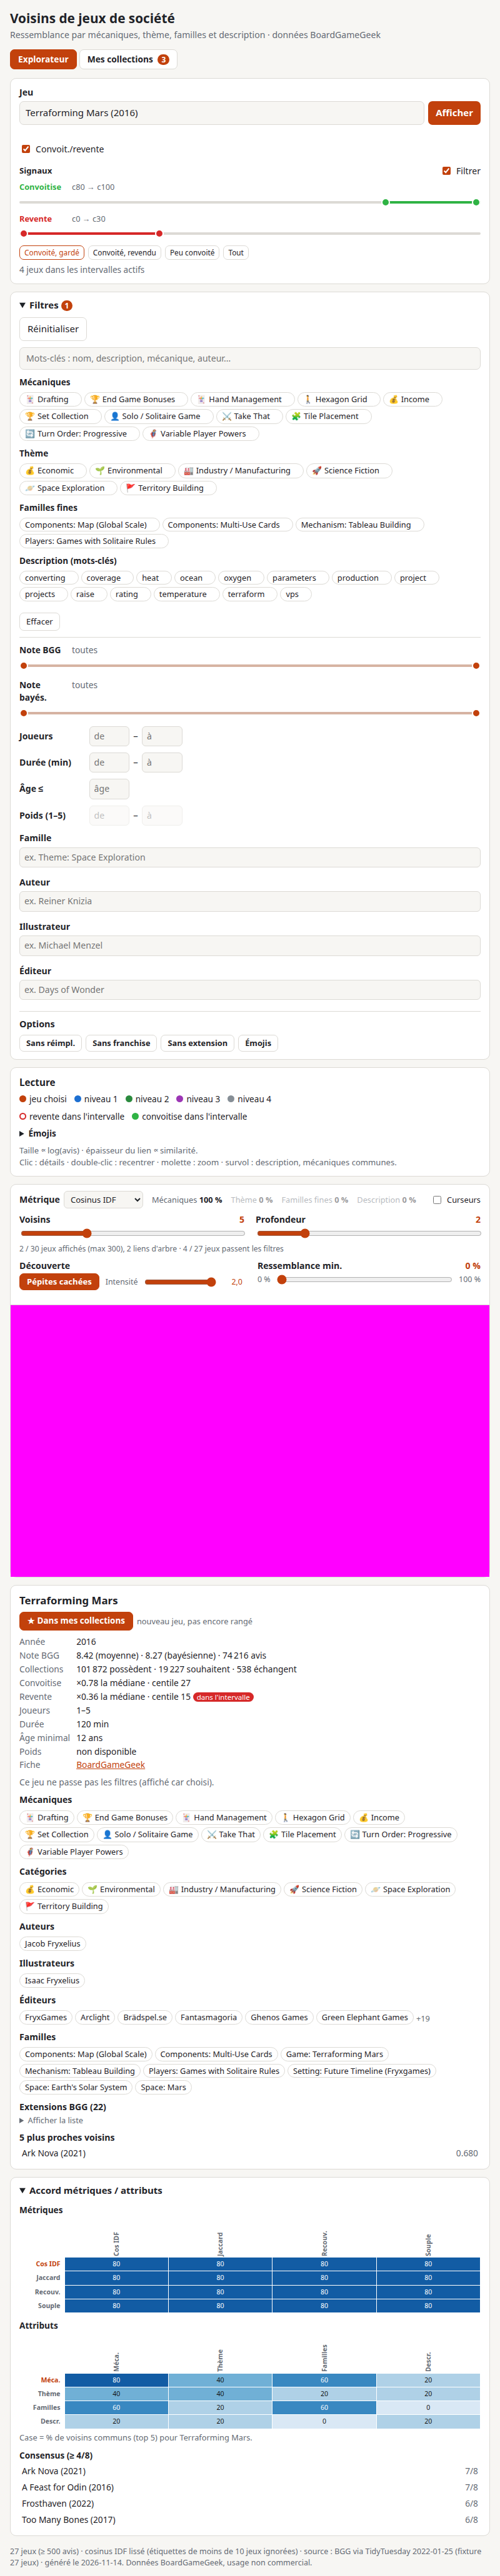 Voisins de jeux de société
Ressemblance par mécaniques, thème, familles et description · données BoardGameGeek
Explorateur Mes collections 3
Jeu
Terraforming Mars (2016) Afficher
Convoit./revente
Signaux Filtrer
Convoitise c80 → c100
Revente c0 → c30
Convoité, gardé Convoité, revendu Peu convoité Tout
4 jeux dans les intervalles actifs
▼ Filtres 1
Réinitialiser
Mots-clés : nom, description, mécanique, auteur...
Mécaniques
🃏 Drafting 🏆 End Game Bonuses 🃏 Hand Management 🚶 Hexagon Grid 💰 Income
🏆 Set Collection 👤 Solo / Solitaire Game ⚔️ Take That 🧩 Tile Placement
🔄 Turn Order: Progressive 🦸 Variable Player Powers
Thème
💰 Economic 🌱 Environmental 🏭 Industry / Manufacturing 🚀 Science Fiction
🪐 Space Exploration 🚩 Territory Building
Familles fines
Components: Map (Global Scale) Components: Multi-Use Cards Mechanism: Tableau Building
Players: Games with Solitaire Rules
Description (mots-clés)
converting coverage heat ocean oxygen parameters production project
projects raise rating temperature terraform vps
Effacer
Note BGG toutes
Note bayés. toutes
Joueurs de – à
Durée (min) de – à
Âge ≤ âge
Poids (1–5) de – à
Famille
ex. Theme: Space Exploration
Auteur
ex. Reiner Knizia
Illustrateur
ex. Michael Menzel
Éditeur
ex. Days of Wonder
Options
Sans réimpl. Sans franchise Sans extension Émojis
Lecture
jeu choisi niveau 1 niveau 2 niveau 3 niveau 4
revente dans l'intervalle convoitise dans l'intervalle
▶ Émojis
Taille = log(avis) · épaisseur du lien = similarité.
Clic : détails · double-clic : recentrer · molette : zoom · survol : description, mécaniques communes.
Métrique Cosinus IDF Mécaniques 100 % Thème 0 % Familles fines 0 % Description 0 % Curseurs
Voisins 5 Profondeur 2
2 / 30 jeux affichés (max 300), 2 liens d'arbre · 4 / 27 jeux passent les filtres
Découverte Ressemblance min. 0 %
Pépites cachées Intensité 2,0 0 % 100 %
Terraforming Mars
★ Dans mes collections nouveau jeu, pas encore rangé
Année 2016
Note BGG 8.42 (moyenne) · 8.27 (bayésienne) · 74 216 avis
Collections 101 872 possèdent · 19 227 souhaitent · 538 échangent
Convoitise ×0.78 la médiane · centile 27
Revente ×0.36 la médiane · centile 15 dans l'intervalle
Joueurs 1–5
Durée 120 min
Âge minimal 12 ans
Poids non disponible
Fiche BoardGameGeek
Ce jeu ne passe pas les filtres (affiché car choisi).
Mécaniques
🃏 Drafting 🏆 End Game Bonuses 🃏 Hand Management 🚶 Hexagon Grid 💰 Income
🏆 Set Collection 👤 Solo / Solitaire Game ⚔️ Take That 🧩 Tile Placement 🔄 Turn Order: Progressive
🦸 Variable Player Powers
Catégories
💰 Economic 🌱 Environmental 🏭 Industry / Manufacturing 🚀 Science Fiction 🪐 Space Exploration
🚩 Territory Building
Auteurs
Jacob Fryxelius
Illustrateurs
Isaac Fryxelius
Éditeurs
FryxGames Arclight Brädspel.se Fantasmagoria Ghenos Games Green Elephant Games +19
Familles
Components: Map (Global Scale) Components: Multi-Use Cards Game: Terraforming Mars
Mechanism: Tableau Building Players: Games with Solitaire Rules Setting: Future Timeline (Fryxgames)
Space: Earth's Solar System Space: Mars
Extensions BGG (22)
▶ Afficher la liste
5 plus proches voisins
Ark Nova (2021) 0.680
▼ Accord métriques / attributs
Métriques
Cos IDF Jaccard Recouv. Souple
Cos IDF 80 80 80 80
Jaccard 80 80 80 80
Recouv. 80 80 80 80
Souple 80 80 80 80
Attributs
Méca. Thème Familles Descr.
Méca. 80 40 60 20
Thème 40 40 20 20
Familles 60 20 60 0
Descr. 20 20 0 20
Case = % de voisins communs (top 5) pour Terraforming Mars.
Consensus (≥ 4/8)
Ark Nova (2021) 7/8
A Feast for Odin (2016) 7/8
Frosthaven (2022) 6/8
Too Many Bones (2017) 6/8
27 jeux (≥ 500 avis) · cosinus IDF lissé (étiquettes de moins de 10 jeux ignorées) · source : BGG via TidyTuesday 2022-01-25 (fixture
27 jeux) · généré le 2026-11-14. Données BoardGameGeek, usage non commercial.